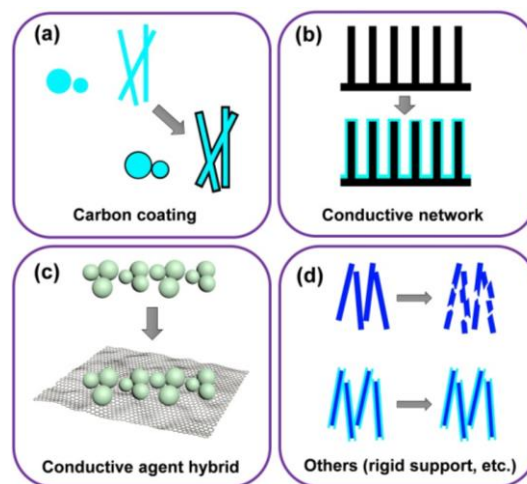 (a)
Carbon coating
(b)
Conductive network
(c)
Conductive agent hybrid
(d)
Others (rigid support, etc.)